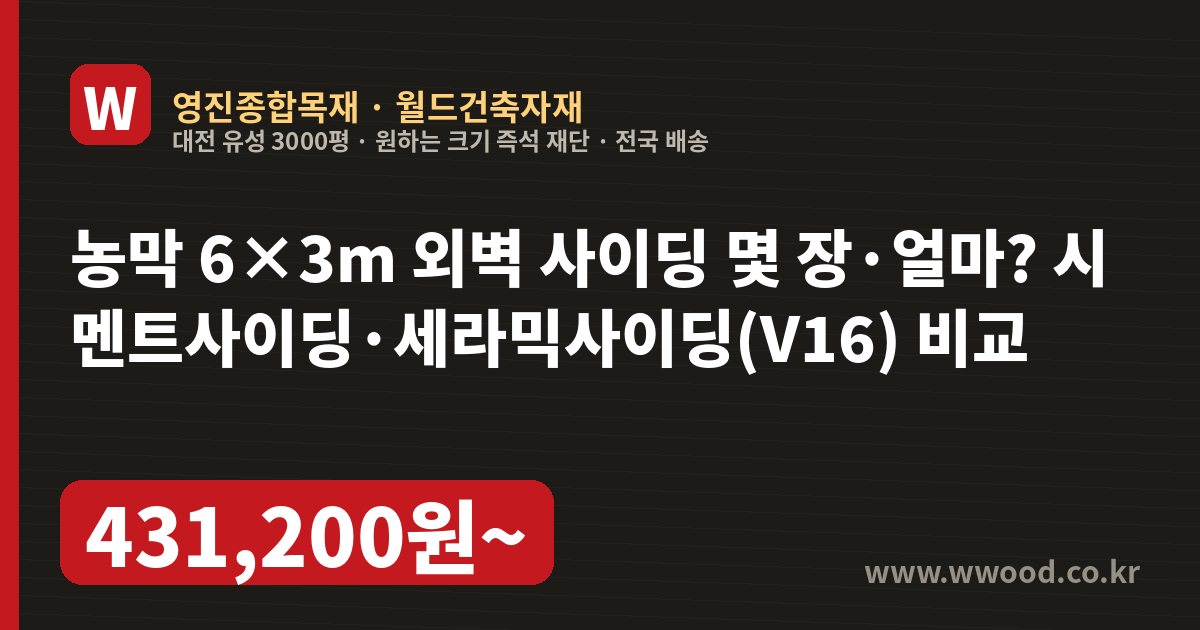 W
영진종합목재 · 월드건축자재
대전 유성 3000평 · 원하는 크기 즉석 재단 · 전국 배송
농막 6×3m 외벽 사이딩 몇 장·얼마? 시
멘트사이딩·세라믹사이딩(V16) 비교
431,200원~
www.wwood.co.kr